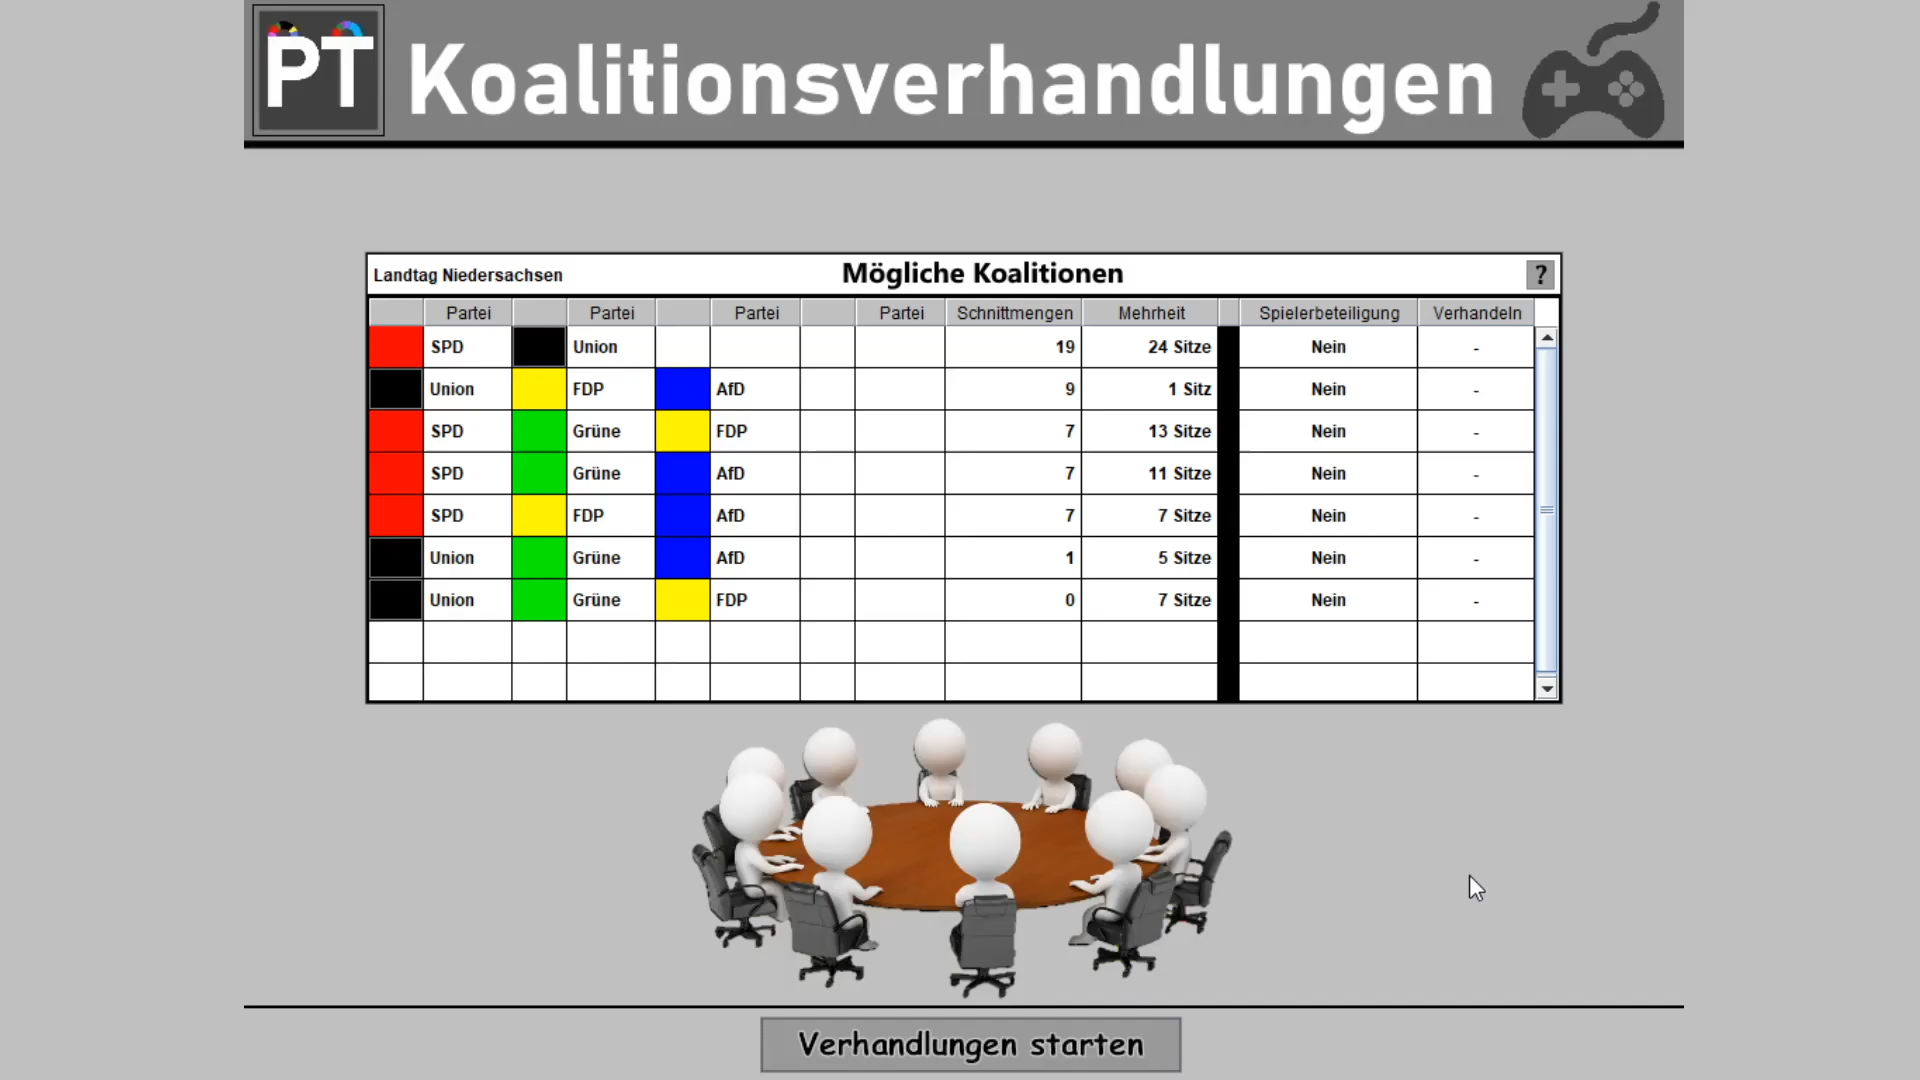 PT Koalitionsverhandlungen
Landtag Niedersachsen Mögliche Koalitionen ?
Partei Partei Partei Partei Schnittmengen Mehrheit Spielerbeteiligung Verhandeln
SPD Union 19 24 Sitze Nein -
Union FDP AfD 9 1 Sitz Nein -
SPD Grüne FDP 7 13 Sitze Nein -
SPD Grüne AfD 7 11 Sitze Nein -
SPD FDP AfD 7 7 Sitze Nein -
Union Grüne AfD 1 5 Sitze Nein -
Union Grüne FDP 0 7 Sitze Nein -
Verhandlungen starten